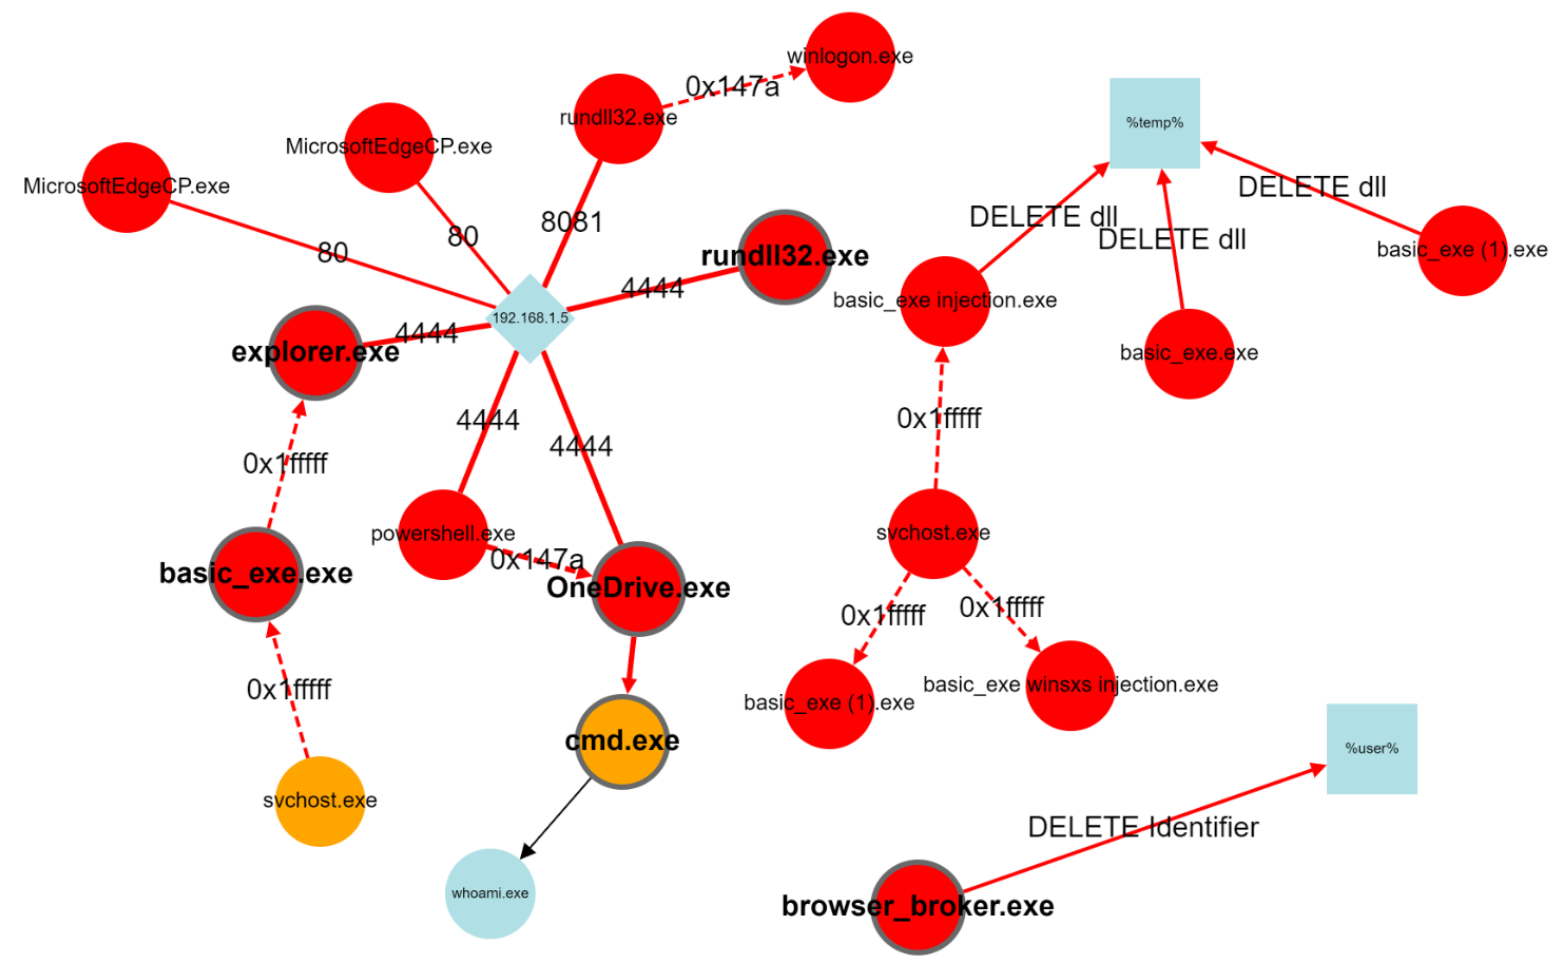 winlogon.exe
0x147a
rundll32.exe
%temp%
MicrosoftEdgeCP.exe
MicrosoftEdgeCP.exe
DELETE dll
DELETE dll
DELETE dll
8081
80
80
basic_exe (1).exe
rundll32.exe
4444
basic_exe injection.exe
192.168.1.5
4444
explorer.exe
basic_exe.exe
4444
4444
0x1fffff
0x1fffff
powershell.exe
svchost.exe
0x147a
basic_exe.exe
OneDrive.exe
0x1fffff
0x1fffff
0x1fffff
basic_exe (1).exe
basic_exe winsxs injection.exe
cmd.exe
%user%
svchost.exe
DELETE Identifier
whoami.exe
browser_broker.exe